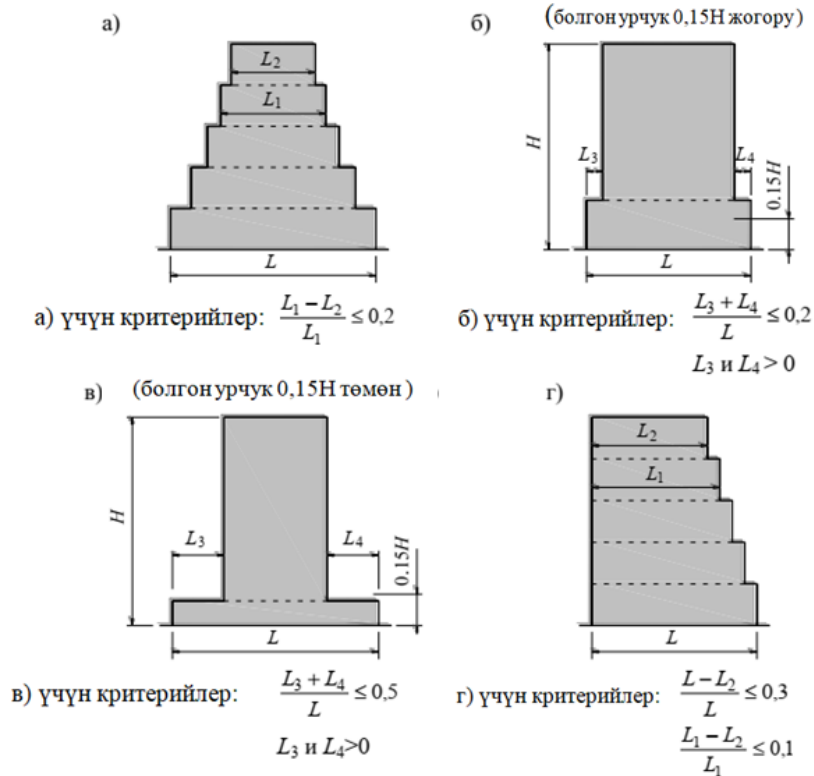 а)
L₂
L₁
L
а) үчүн критерийлер: (L₁ – L₂)/L₁ ≤ 0,2
б) (болгон урчук 0,15Н жогору)
H
L₃
L₄
0.15H
L
б) үчүн критерийлер: (L₃ + L₄)/L ≤ 0,2
L₃ и L₄ > 0
в) (болгон урчук 0,15Н төмөн )
H
L₃
L₄
0.15H
L
в) үчүн критерийлер: (L₃ + L₄)/L ≤ 0,5
L₃ и L₄>0
г)
L₂
L₁
L
г) үчүн критерийлер: (L – L₂)/L ≤ 0,3
(L₁ – L₂)/L₁ ≤ 0,1